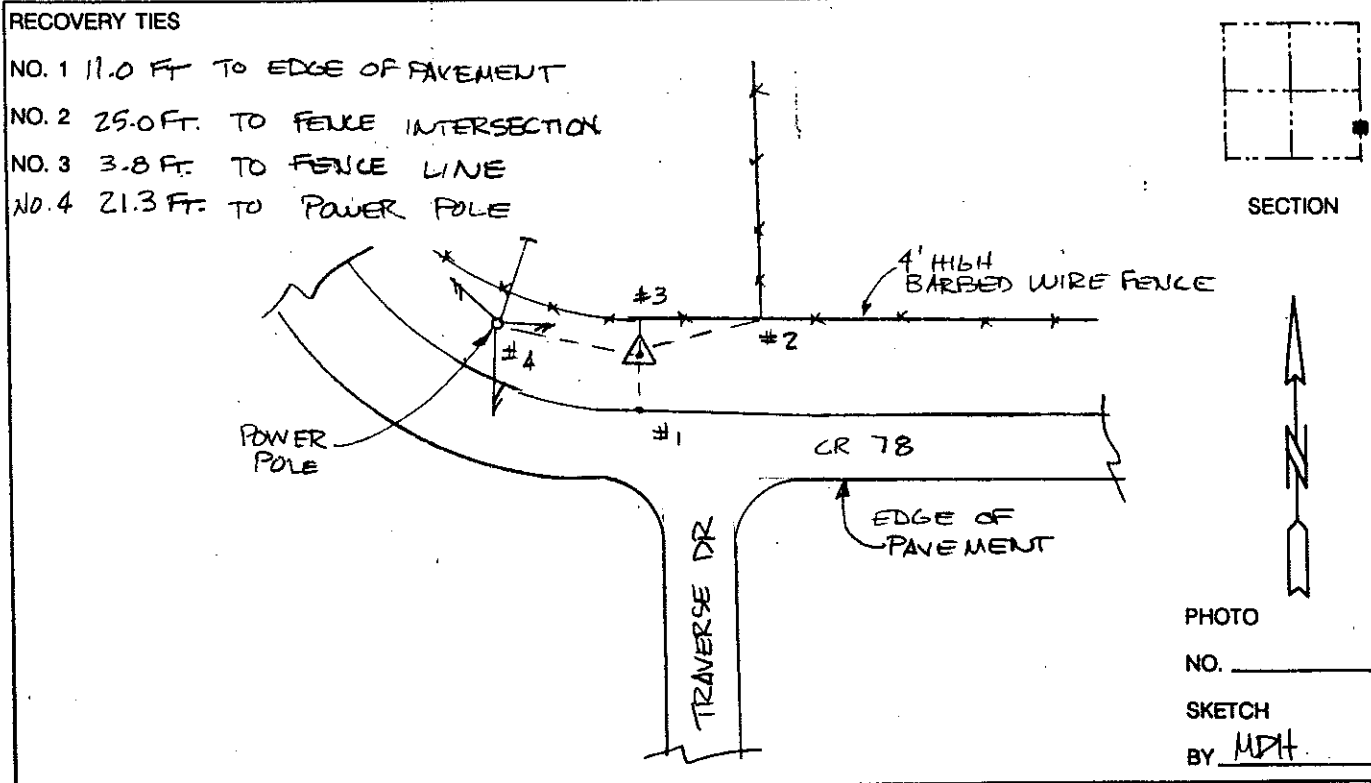 RECOVERY TIES
NO. 1 11.0 FT TO EDGE OF PAVEMENT
NO. 2 25.0 FT. TO FENCE INTERSECTION
NO. 3 3.8 FT. TO FENCE LINE
NO. 4 21.3 FT. TO POWER POLE
SECTION
4' HIGH
BARBED WIRE FENCE
#3
#2
#4
#1
POWER
POLE
CR 78
EDGE OF
PAVEMENT
TRAVERSE DR
N
PHOTO
NO.
SKETCH
BY MDH